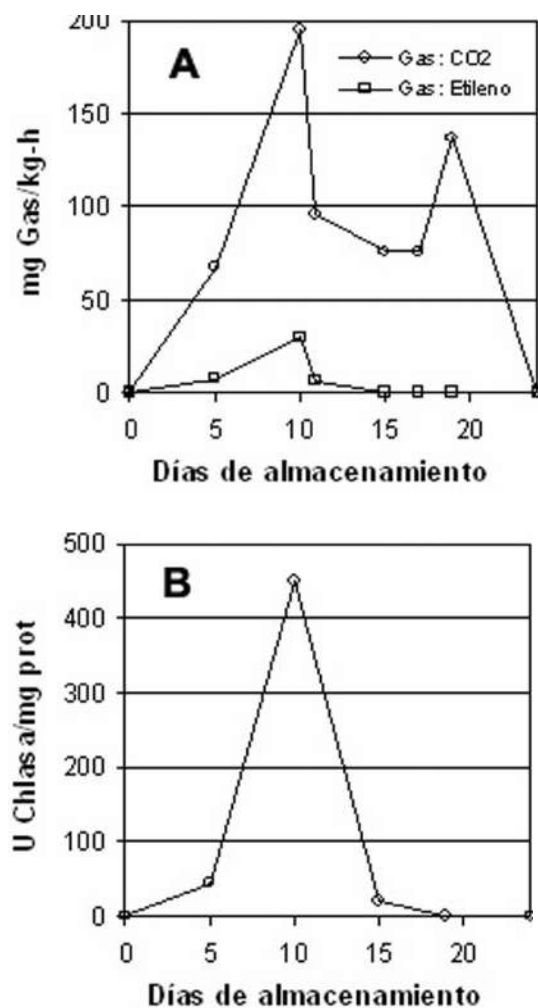 200
A
Gas: CO2
Gas: Etileno
150
100
50
0
0 5 10 15 20
mg Gas/kg-h
Días de almacenamiento
500
B
400
300
200
100
0
0 5 10 15 20
U Chlasa/mg prot
Días de almacenamiento